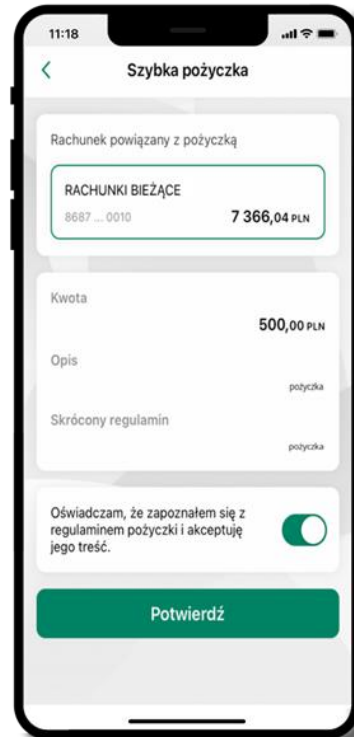 11:18
Szybka pożyczka
Rachunek powiązany z pożyczką
RACHUNKI BIEŻĄCE
8687 ... 0010
7 366,04 PLN
Kwota
500,00 PLN
Opis
pożyczka
Skrócony regulamin
pożyczka
Oświadczam, że zapoznałem się z
regulaminem pożyczki i akceptuję
jego treść.
Potwierdź